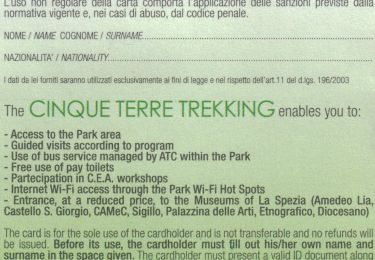 L'uso non regolare della carta comporta l'applicazione delle sanzioni previste dalla
normativa vigente e, nei casi di abuso, dal codice penale.
NOME / NAME COGNOME / SURNAME
NAZIONALITA' / NATIONALITY
I dati da lei forniti saranno utilizzati esclusivamente ai fini di legge e nel rispetto dell'art.11 del d.lgs. 196/2003
The CINQUE TERRE TREKKING enables you to:
- Access to the Park area
- Guided visits according to program
- Use of bus service managed by ATC within the Park
- Free use of pay toilets
- Partecipation in C.E.A. workshops
- Internet Wi-Fi access through the Park Wi-Fi Hot Spots
- Entrance, at a reduced price, to the Museums of La Spezia (Amedeo Lia,
Castello S. Giorgio, CAMeC, Sigillo, Palazzina delle Arti, Etnografico, Diocesano)
The card is for the sole use of the cardholder and is not transferable and no refunds will
be issued. Before its use, the cardholder must fill out his/her own name and
surname in the space given. The cardholder must present a valid ID document along